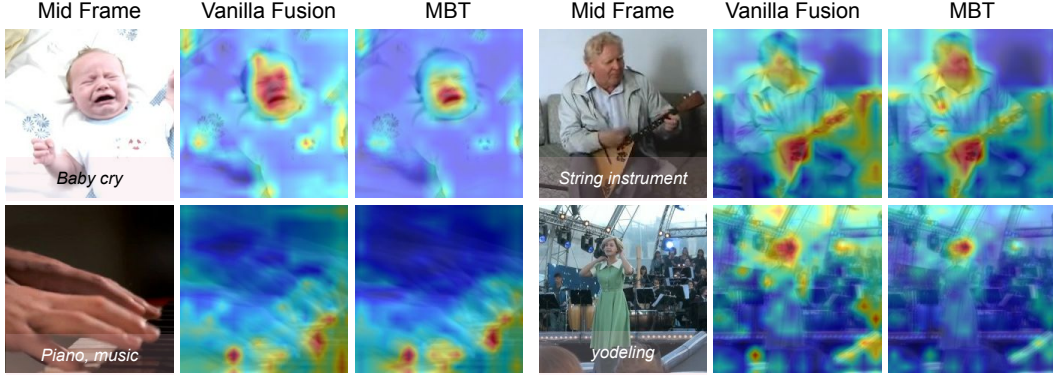 Mid Frame Vanilla Fusion MBT Mid Frame Vanilla Fusion MBT
Baby cry
String instrument
Piano, music
yodeling